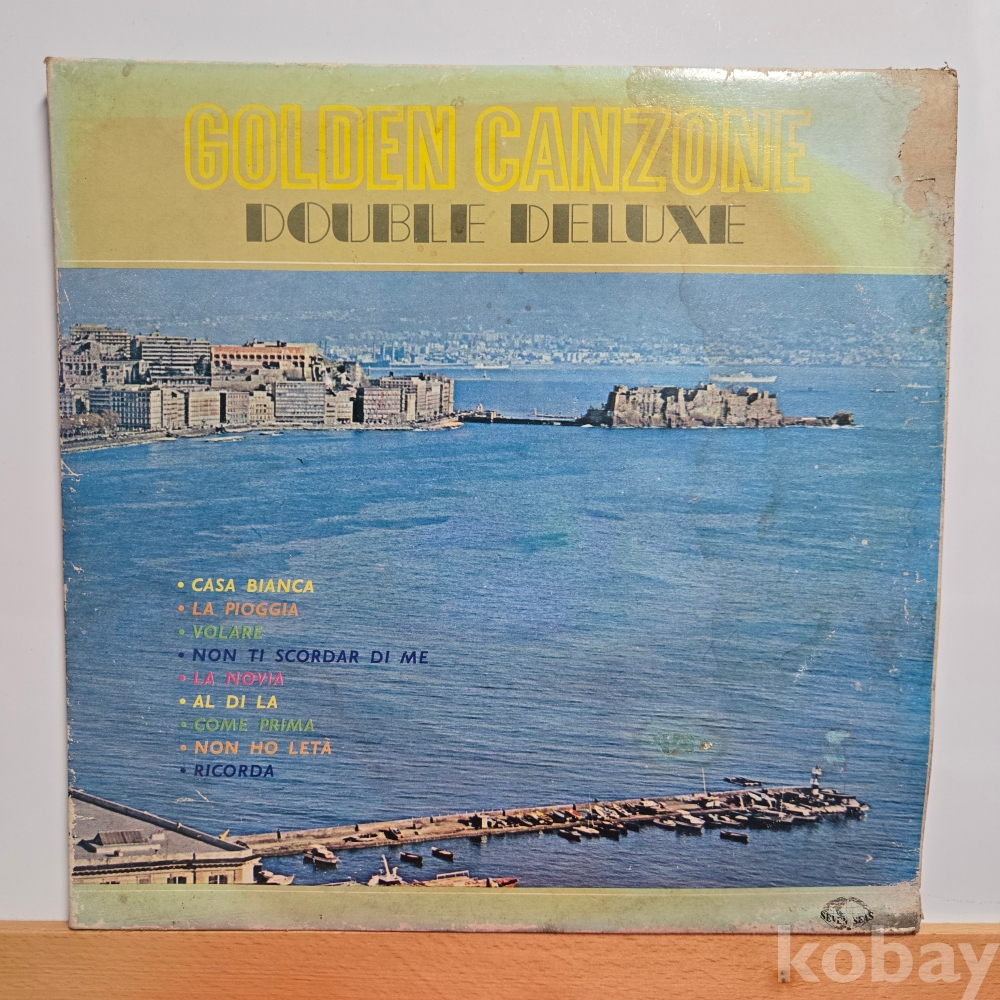 GOLDEN CANZONE
DOUBLE DELUXE
• CASA BIANCA
• LA PIOGGIA
• VOLARE
• NON TI SCORDAR DI ME
• LA NOVIA
• AL DI LA
• COME PRIMA
• NON HO LETÀ
• RICORDA
SEVEN SEAS
kobay